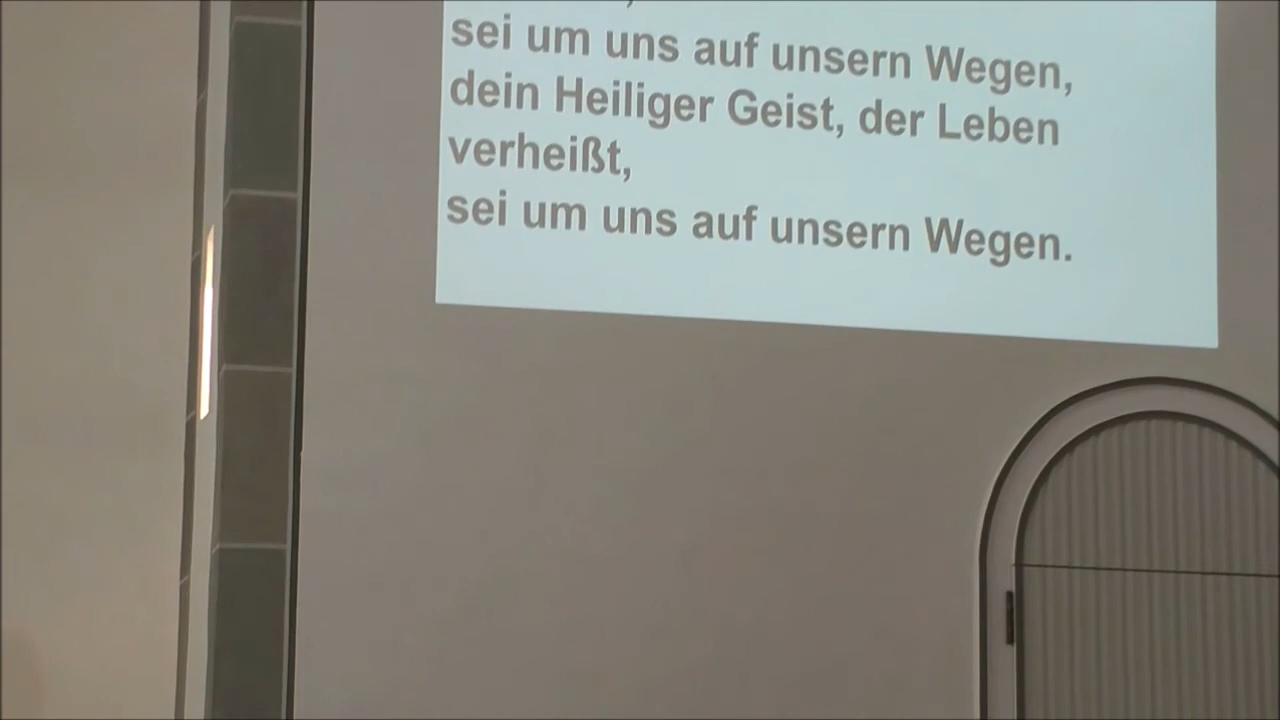 sei um uns auf unsern Wegen,
dein Heiliger Geist, der Leben
verheißt,
sei um uns auf unsern Wegen.